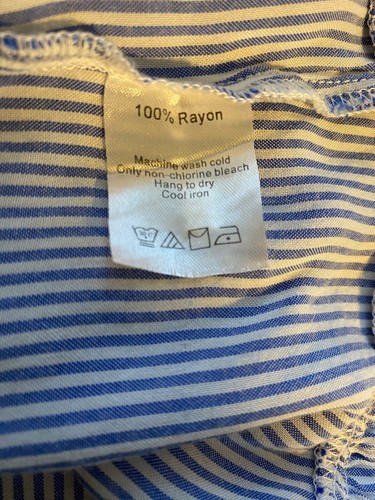 100% Rayon
Machine wash cold
Only non-chlorine bleach
Hang to dry
Cool iron